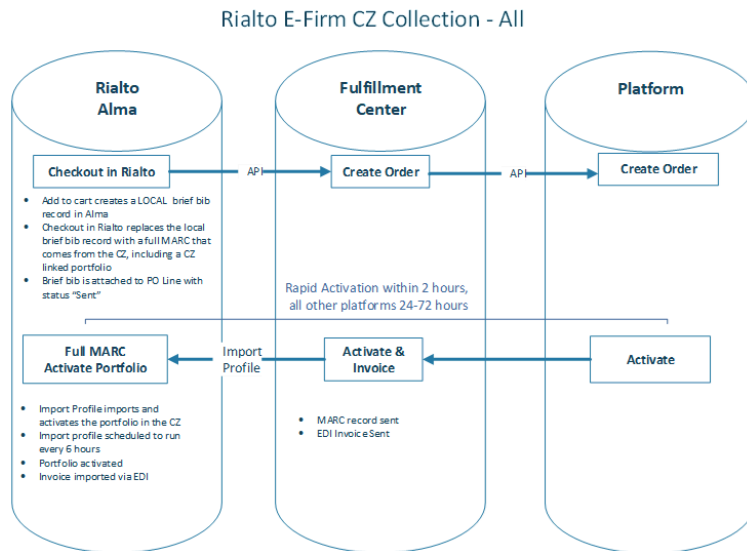 Rialto E-Firm CZ Collection - All
Rialto
Alma
Fulfillment
Center
Platform
Checkout in Rialto
API
Create Order
API
Create Order
• Add to cart creates a LOCAL brief bib
record in Alma
• Checkout in Rialto replaces the local
brief bib record with a full MARC that
comes from the CZ, including a CZ
linked portfolio
• Brief bib is attached to PO Line with
status “Sent”
Rapid Activation within 2 hours,
all other platforms 24-72 hours
Full MARC
Activate Portfolio
Import
Profile
Activate &
Invoice
Activate
• Import Profile imports and
activates the portfolio in the CZ
• Import profile scheduled to run
every 6 hours
• Portfolio activated
• Invoice imported via EDI
• MARC record sent
• EDI Invoice Sent